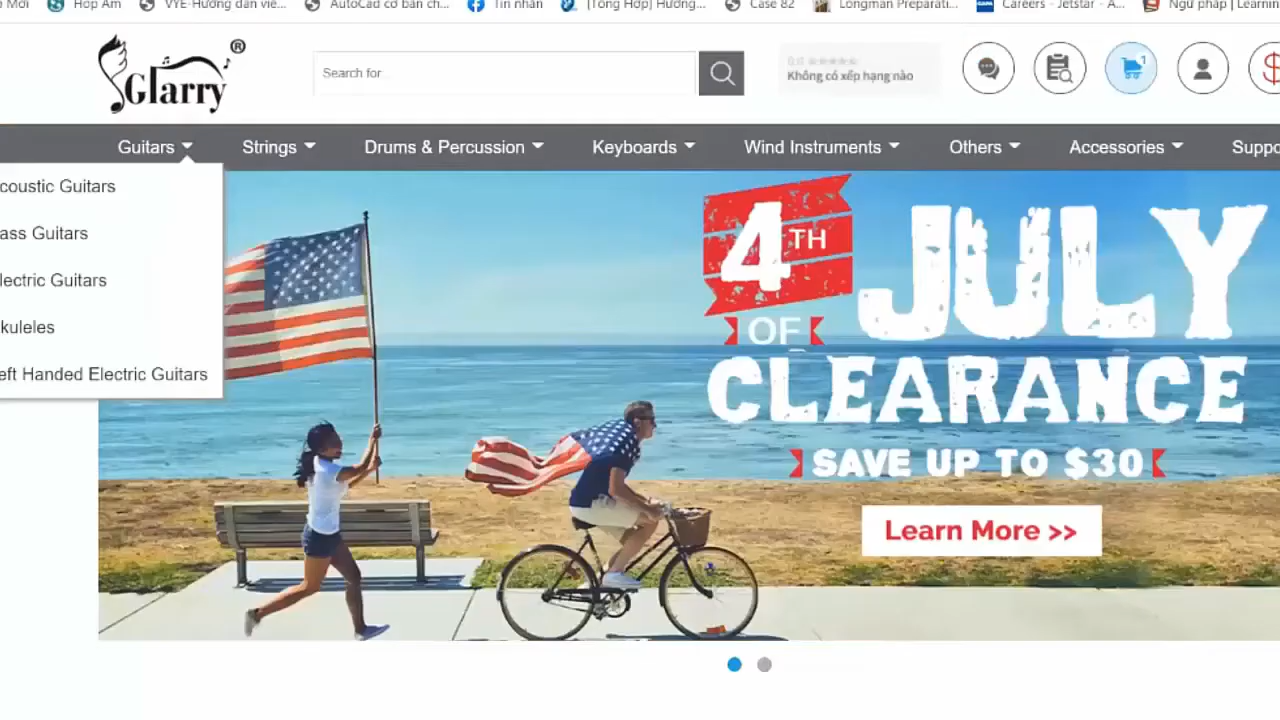 Hợp Âm
VYE-Hướng dẫn viê...
AutoCad cơ bản ch...
Tin nhắn
[Tổng Hợp] Hướng...
Case 82
Longman Preparati...
Careers - Jetstar - A...
Ngữ pháp | Learnin
Glarry ®
Search for
0.0 ★★★★★
Không có xếp hạng nào
1
Guitars
Strings
Drums & Percussion
Keyboards
Wind Instruments
Others
Accessories
Suppo
coustic Guitars
ass Guitars
lectric Guitars
kuleles
eft Handed Electric Guitars
4TH
OF
JULY
CLEARANCE
SAVE UP TO $30
Learn More >>